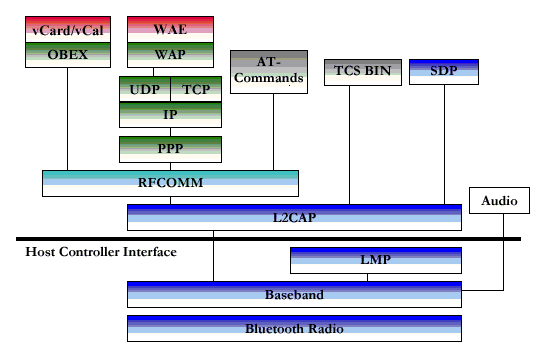 vCard/vCal
WAE
OBEX
WAP
AT-
Commands
TCS BIN
SDP
UDP
TCP
IP
PPP
RFCOMM
Audio
L2CAP
Host Controller Interface
LMP
Baseband
Bluetooth Radio